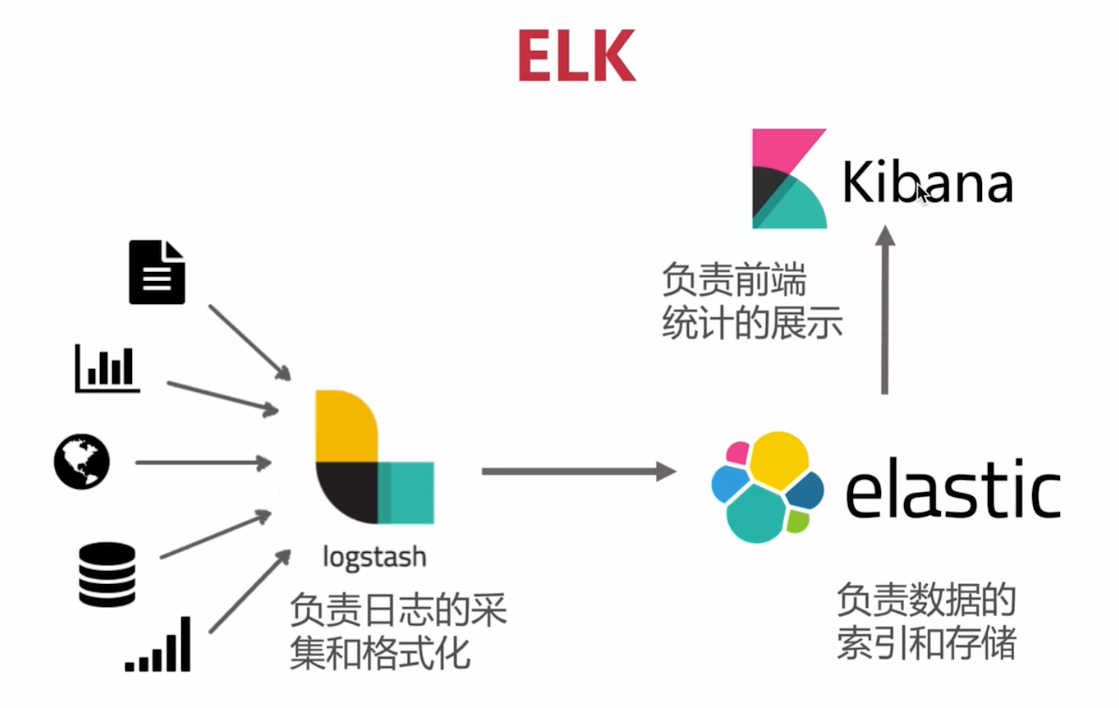 ELK
Kibana
负责前端
统计的展示
logstash
负责日志的采
集和格式化
elastic
负责数据的
索引和存储